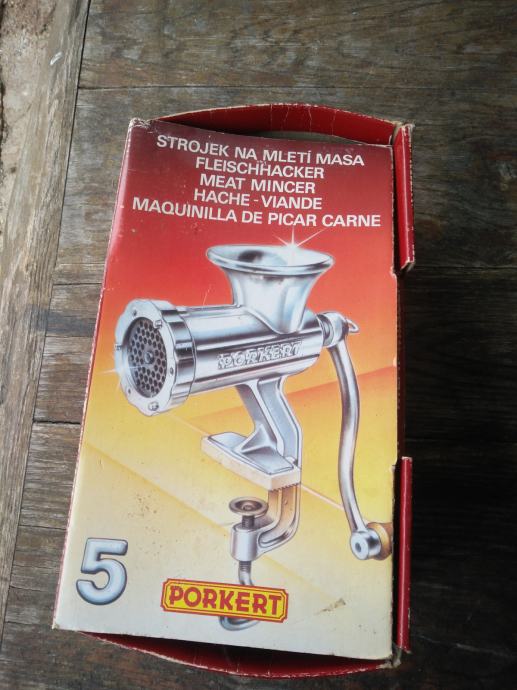 STROJEK NA MLETÍ MASA
FLEISCHHACKER
MEAT MINCER
HACHE-VIANDE
MAQUINILLA DE PICAR CARNE
PORKERT
5
PORKERT